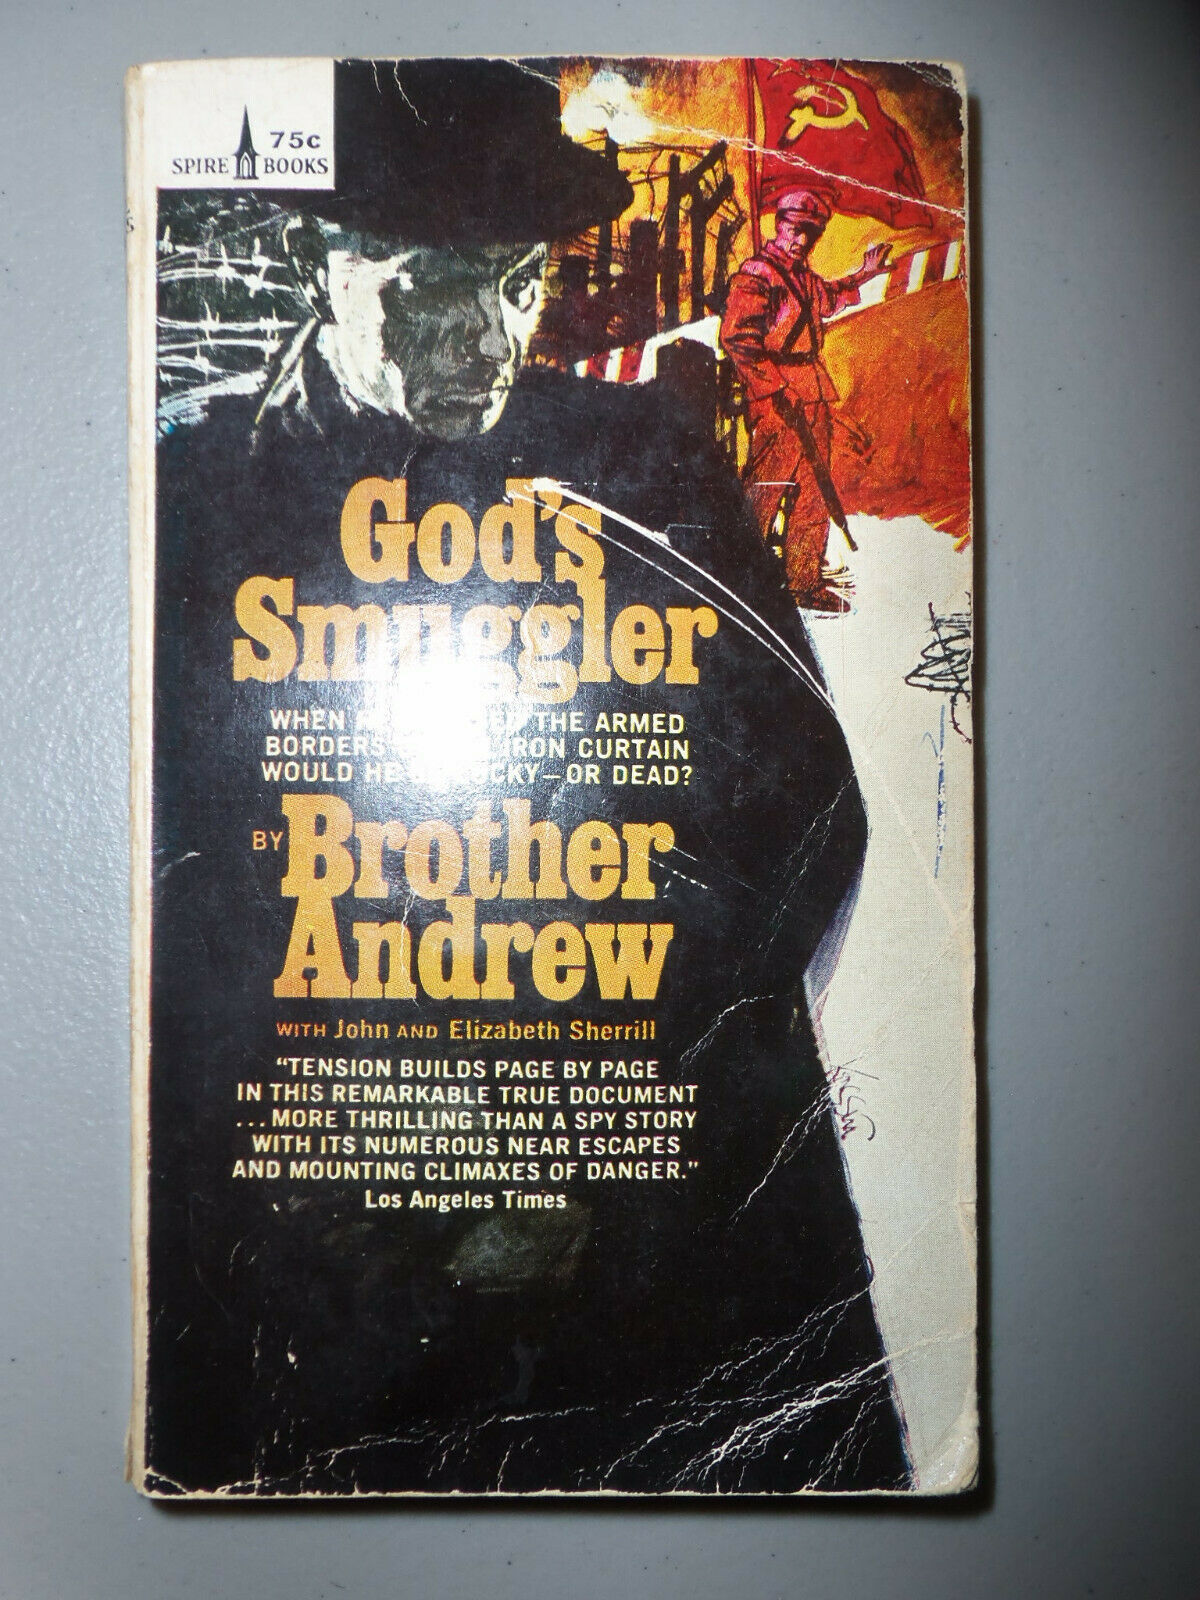 75c
SPIRE BOOKS
God's
Smuggler
WHEN THE ARMED
BORDERS IRON CURTAIN
WOULD HE —OR DEAD?
BY Brother
Andrew
WITH John AND Elizabeth Sherrill
"TENSION BUILDS PAGE BY PAGE
IN THIS REMARKABLE TRUE DOCUMENT
...MORE THRILLING THAN A SPY STORY
WITH ITS NUMEROUS NEAR ESCAPES
AND MOUNTING CLIMAXES OF DANGER."
Los Angeles Times